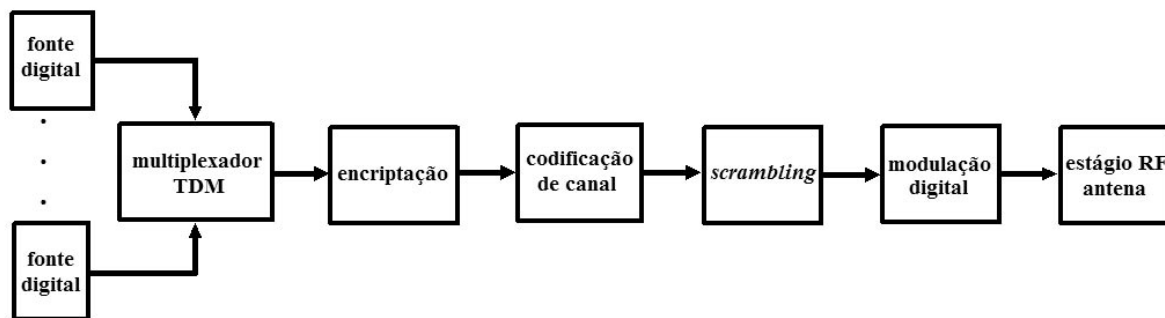 fonte
digital
multiplexador
TDM
encriptação
codificação
de canal
scrambling
modulação
digital
estágio RF
antena
fonte
digital